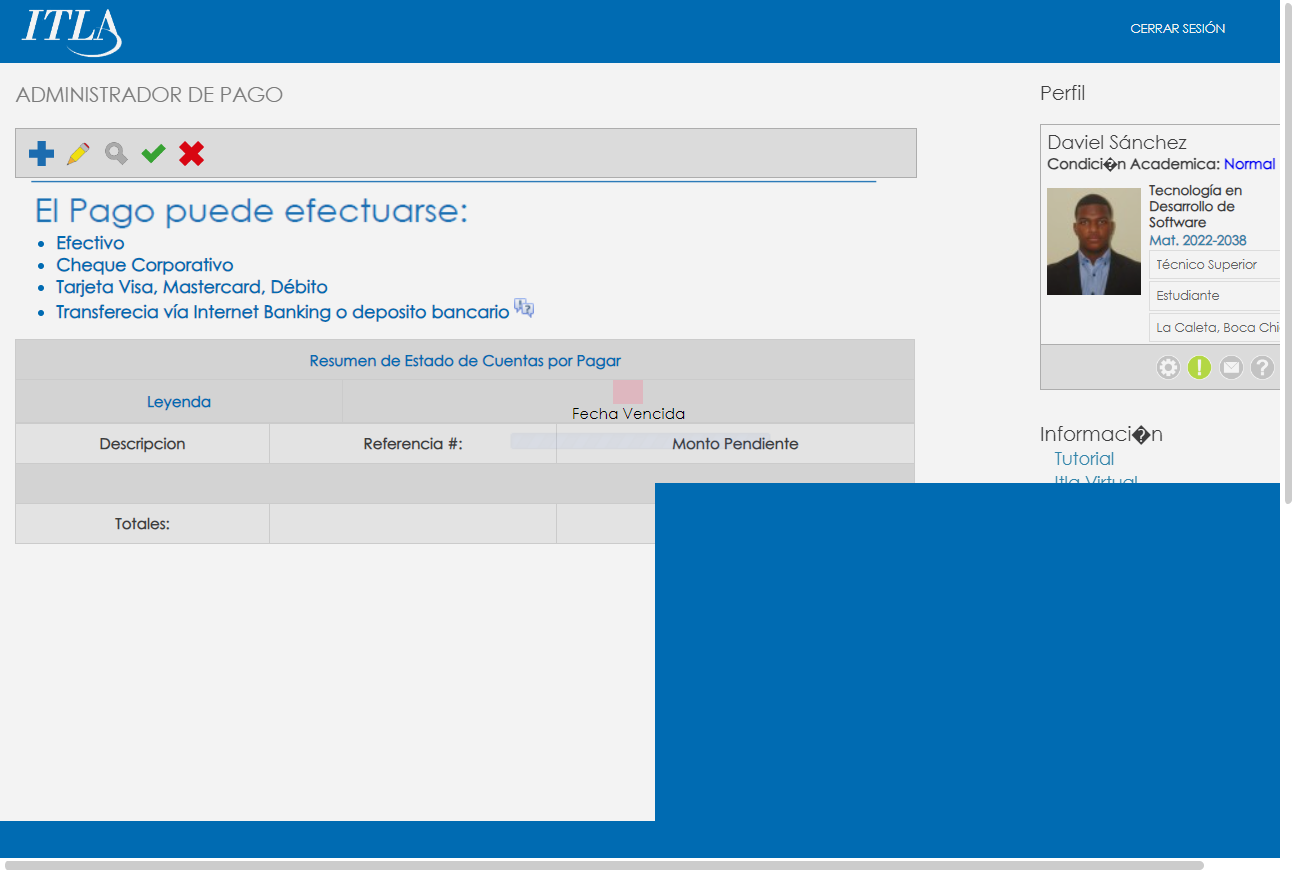 ITLA
CERRAR SESIÓN
ADMINISTRADOR DE PAGO
El Pago puede efectuarse:
Efectivo
Cheque Corporativo
Tarjeta Visa, Mastercard, Débito
Transferecia vía Internet Banking o deposito bancario
Resumen de Estado de Cuentas por Pagar
Leyenda
Fecha Vencida
Descripcion Referencia #: Monto Pendiente
Totales:
Perfil
Daviel Sánchez
Condici�n Academica: Normal
Tecnología en
Desarrollo de
Software
Mat. 2022-2038
Técnico Superior
Estudiante
La Caleta, Boca Chi
Informaci�n
Tutorial
Itla Virtual